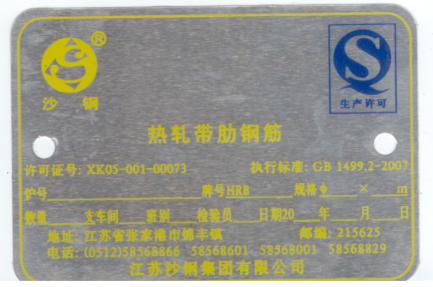 沙 钢 ®
生产许可
热轧带肋钢筋
许可证号: XK05-001-00073 执行标准: GB 1499.2-2007
炉号 牌号HRB 规格ф × m
数量 支车间 班别 检验员 日期20 年 月 日
地址: 江苏省张家港市锦丰镇 邮编: 215625
电话: (0512)58568866 58568601 58568001 58568829
江苏沙钢集团有限公司